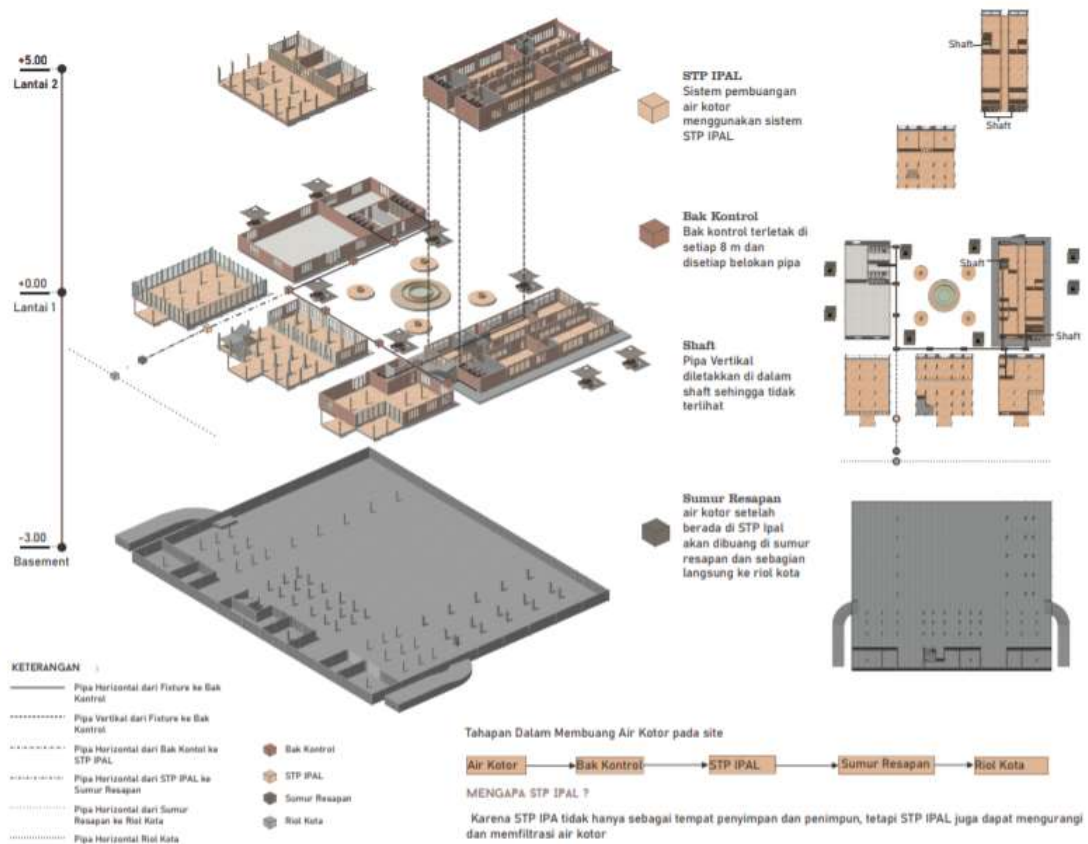 +5.00
Lantai 2
+0.00
Lantai 1
-3.00
Basement
STP IPAL
Sistem pembuangan
air kotor
menggunakan sistem
STP IPAL
Bak Kontrol
Bak kontrol terletak di
setiap 8 m dan
disetiap belokan pipa
Shaft
Pipa Vertikal
diletakkan di dalam
shaft sehingga tidak
terlihat
Sumur Resapan
air kotor setelah
berada di STP Ipal
akan dibuang di sumur
resapan dan sebagian
langsung ke riol kota
Shaft
Shaft
Shaft
Shaft
KETERANGAN :
Pipa Horizontal dari Fixture ke Bak
Kontrol
Pipa Vertikal dari Fixture ke Bak
Kontrol
Pipa Horizontal dari Bak Kontol ke
STP IPAL
Pipa Horizontal dari STP IPAL ke
Sumur Resapan
Pipa Horizontal dari Sumur
Resapan ke Riol Kota
Pipa Horizontal Riol Kota
Bak Kontrol
STP IPAL
Sumur Resapan
Riol Kota
Tahapan Dalam Membuang Air Kotor pada site
Air Kotor
Bak Kontrol
STP IPAL
Sumur Resapan
Riol Kota
MENGAPA STP IPAL ?
Karena STP IPA tidak hanya sebagai tempat penyimpan dan penimpun, tetapi STP IPAL juga dapat mengurangi
dan memfiltrasi air kotor